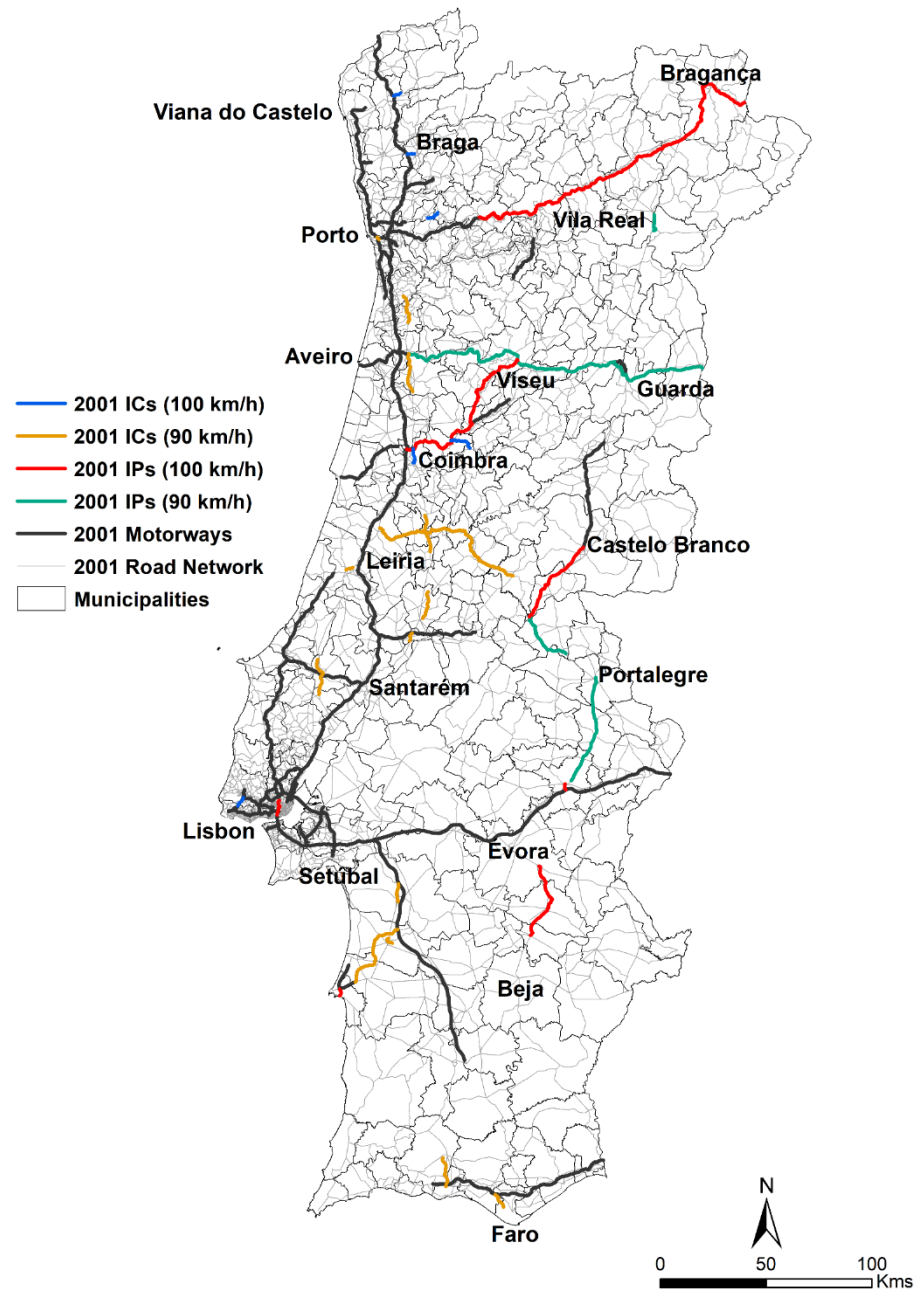 Bragança
Viana do Castelo
Braga
Vila Real
Porto
Aveiro
Viseu
Guarda
2001 ICs (100 km/h)
2001 ICs (90 km/h)
2001 IPs (100 km/h)
2001 IPs (90 km/h)
2001 Motorways
2001 Road Network
Municipalities
Coimbra
Castelo Branco
Leiria
Portalegre
Santarém
Lisbon
Évora
Setúbal
Beja
N
Faro
0 50 100
Kms